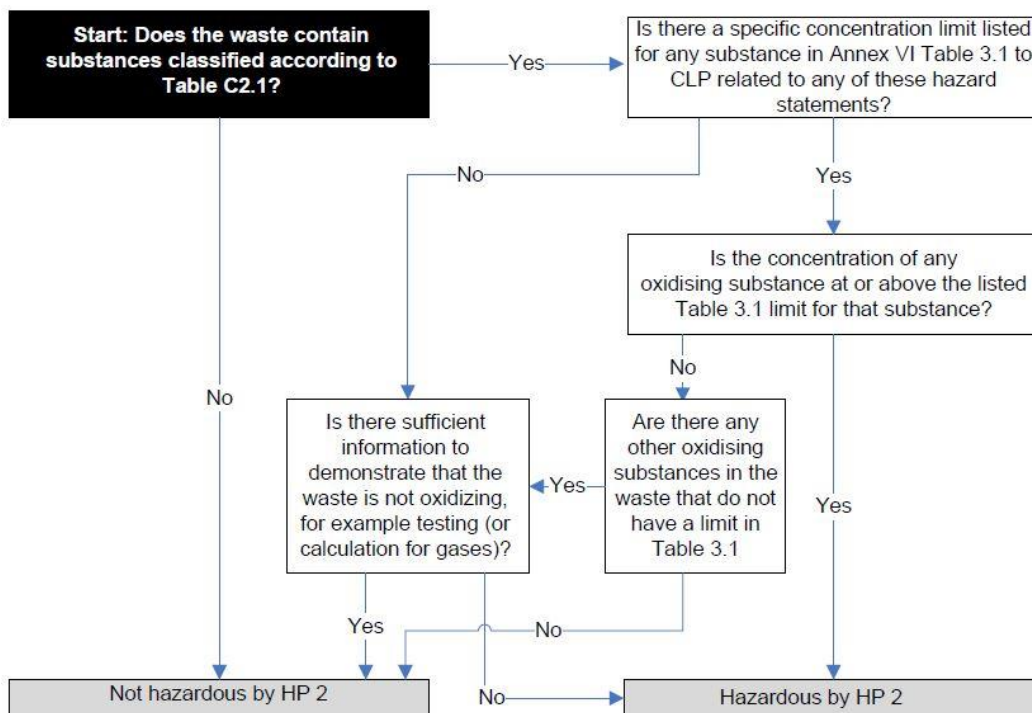 Start: Does the waste contain
substances classified according to
Table C2.1?
Yes
Is there a specific concentration limit listed
for any substance in Annex VI Table 3.1 to
CLP related to any of these hazard
statements?
No
Yes
Is the concentration of any
oxidising substance at or above the listed
Table 3.1 limit for that substance?
No
No
Yes
Is there sufficient
information to
demonstrate that the
waste is not oxidizing,
for example testing (or
calculation for gases)?
Yes
Are there any
other oxidising
substances in the
waste that do not
have a limit in
Table 3.1
Yes
No
No
Not hazardous by HP 2
Hazardous by HP 2